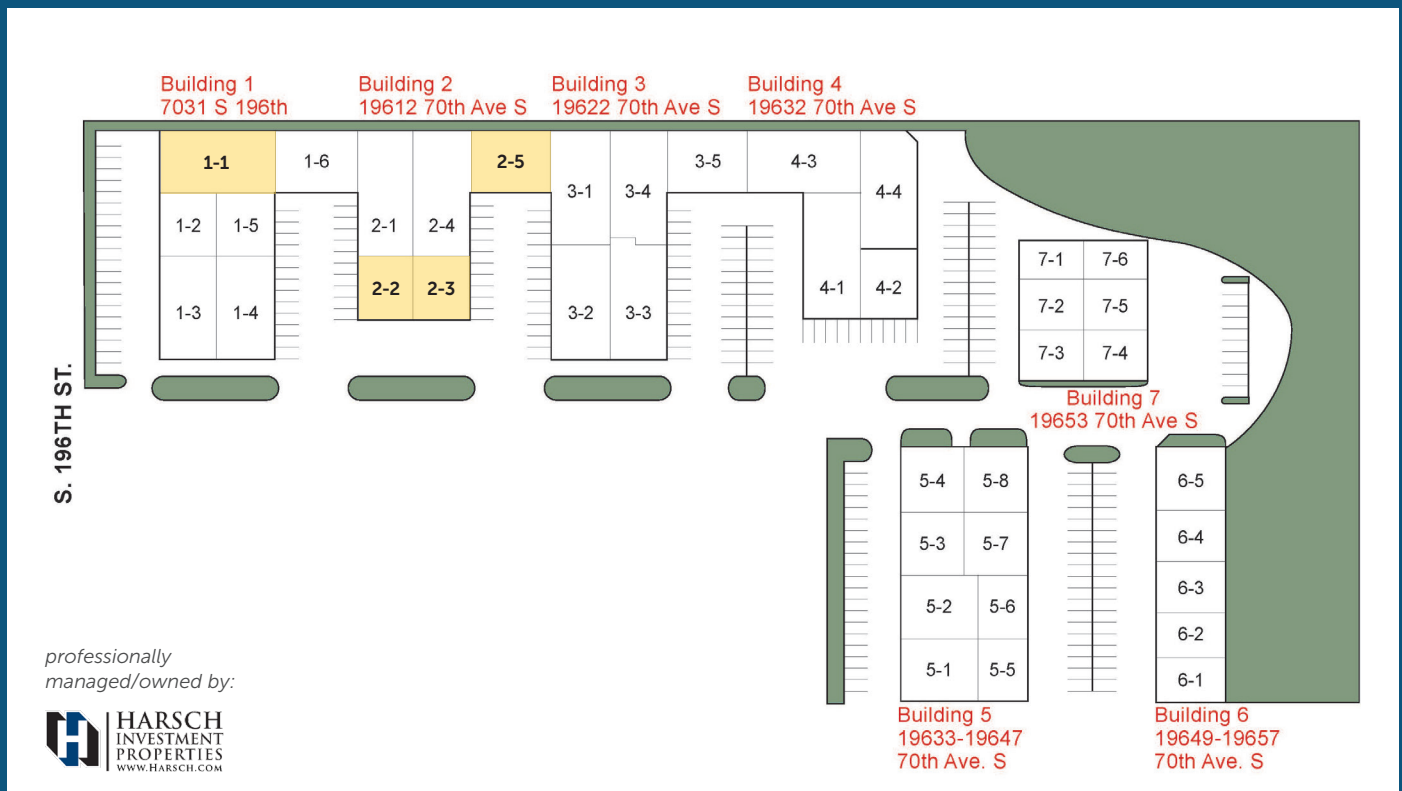 Building 1
7031 S 196th
Building 2
19612 70th Ave S
Building 3
19622 70th Ave S
Building 4
19632 70th Ave S
1-1
1-6
2-5
3-5
4-3
3-1
3-4
4-4
1-2
1-5
2-1
2-4
2-2
2-3
4-1
4-2
1-3
1-4
3-2
3-3
7-1
7-6
7-2
7-5
7-3
7-4
Building 7
19653 70th Ave S
S. 196TH ST.
5-4
5-8
5-3
5-7
5-2
5-6
5-1
5-5
6-5
6-4
6-3
6-2
6-1
Building 5
19633-19647
70th Ave. S
Building 6
19649-19657
70th Ave. S
professionally
managed/owned by:
H
HARSCH
INVESTMENT
PROPERTIES
WWW.HARSCH.COM